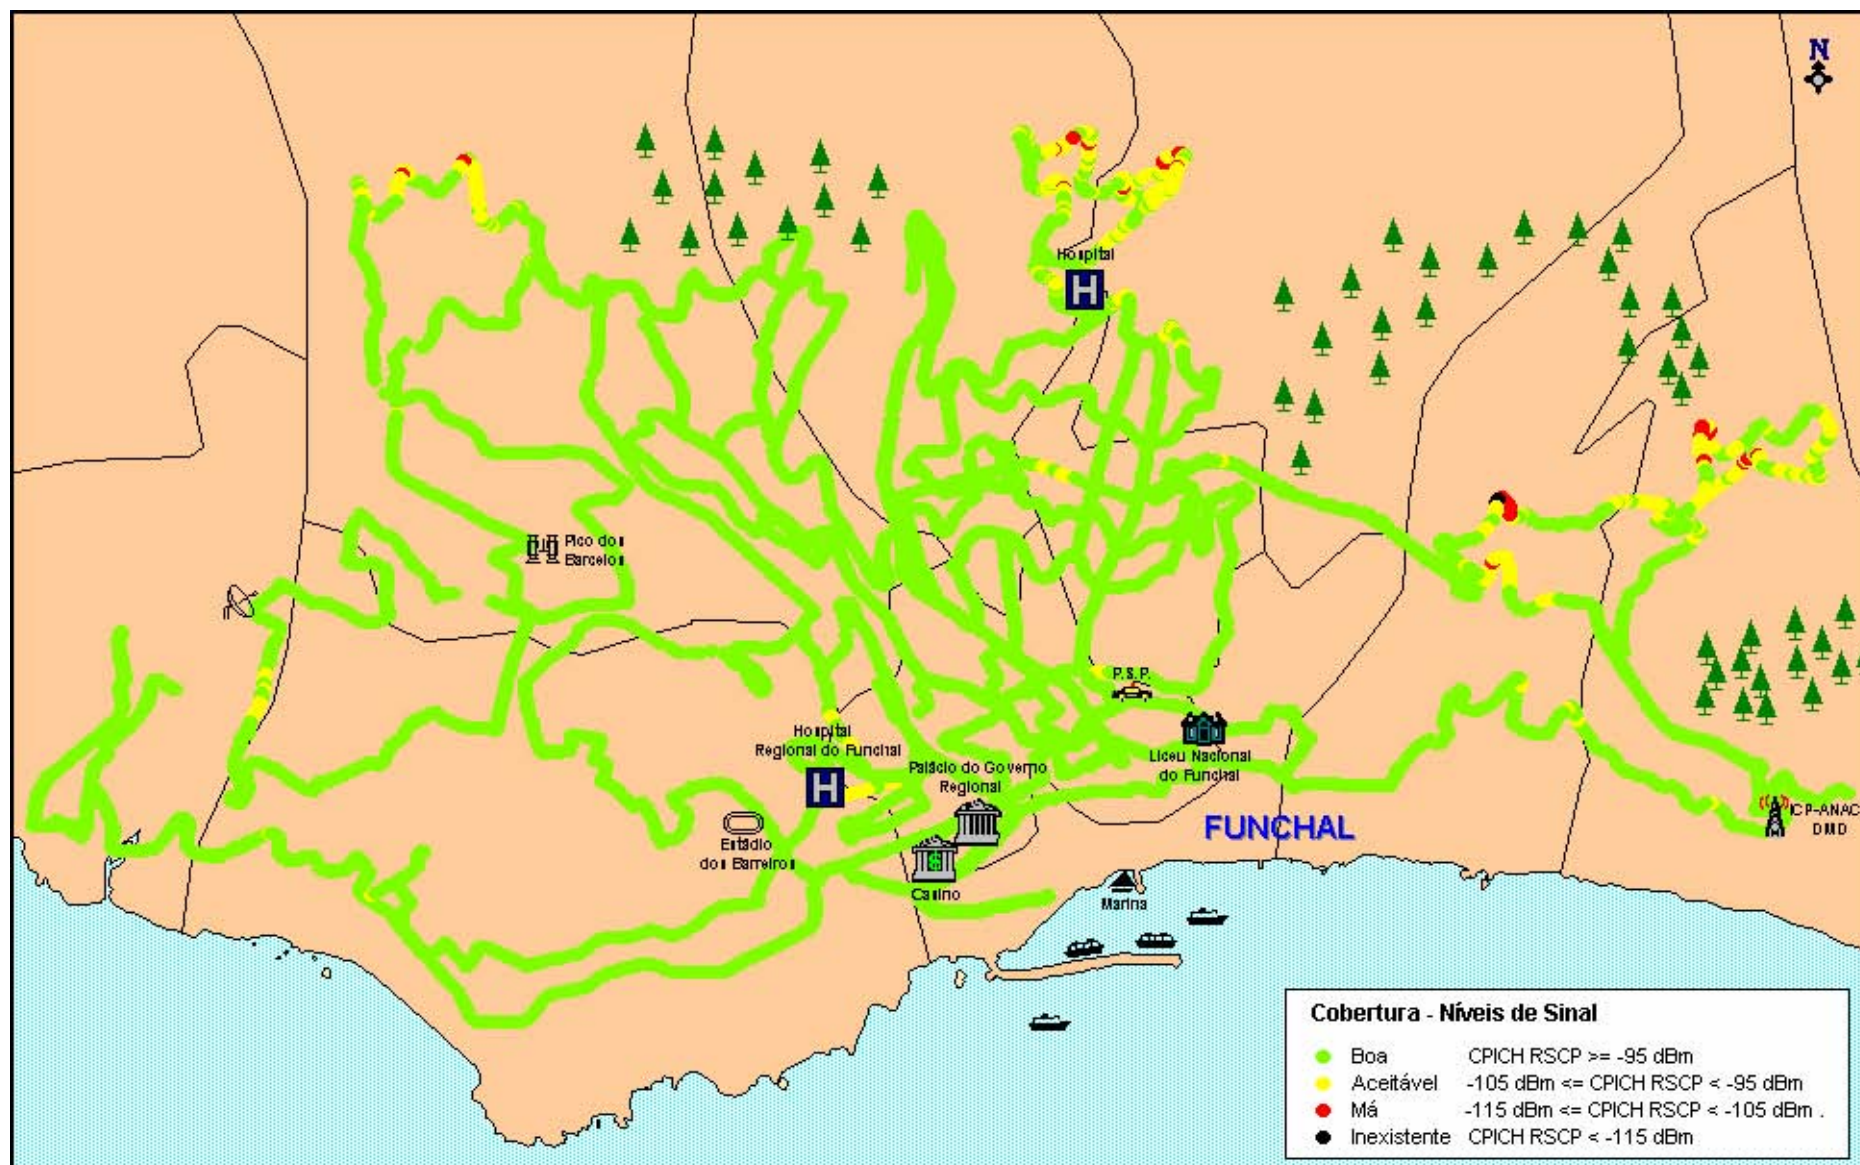 N
Hospital
Pico dos
Barcelos
P.S.P.
Hospital
Regional do Funchal
Palácio do Governo
Regional
Liceu Nacional
do Funchal
ICP-ANAC
DMD
FUNCHAL
Estádio
dos Barreiros
Casino
Marina
Cobertura - Níveis de Sinal
Boa CPICH RSCP >= -95 dBm
Aceitável -105 dBm <= CPICH RSCP < -95 dBm
Má -115 dBm <= CPICH RSCP < -105 dBm .
Inexistente CPICH RSCP < -115 dBm